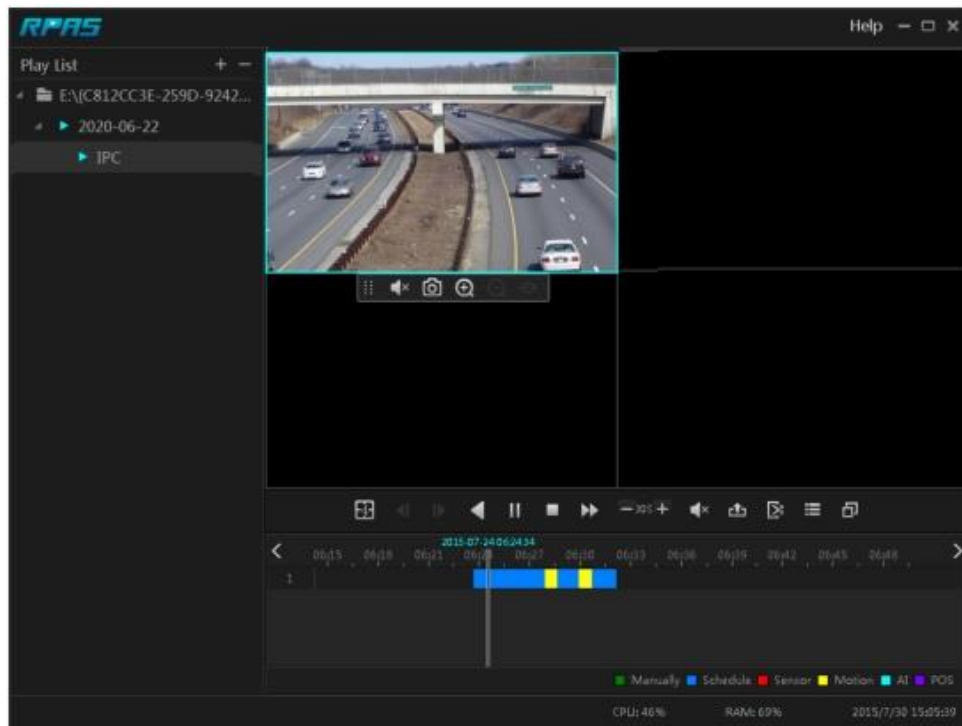 RPAS
Help
Play List + −
E:\[C812CC3E-259D-9242...
2020-06-22
IPC
30S
2015-07-24 06:24:34
06:15 06:18 06:21 06:24 06:27 06:30 06:33 06:36 06:39 06:42 06:45 06:48
1
Manually Schedule Sensor Motion AI POS
CPU: 46% RAM: 69% 2015/7/30 15:05:39